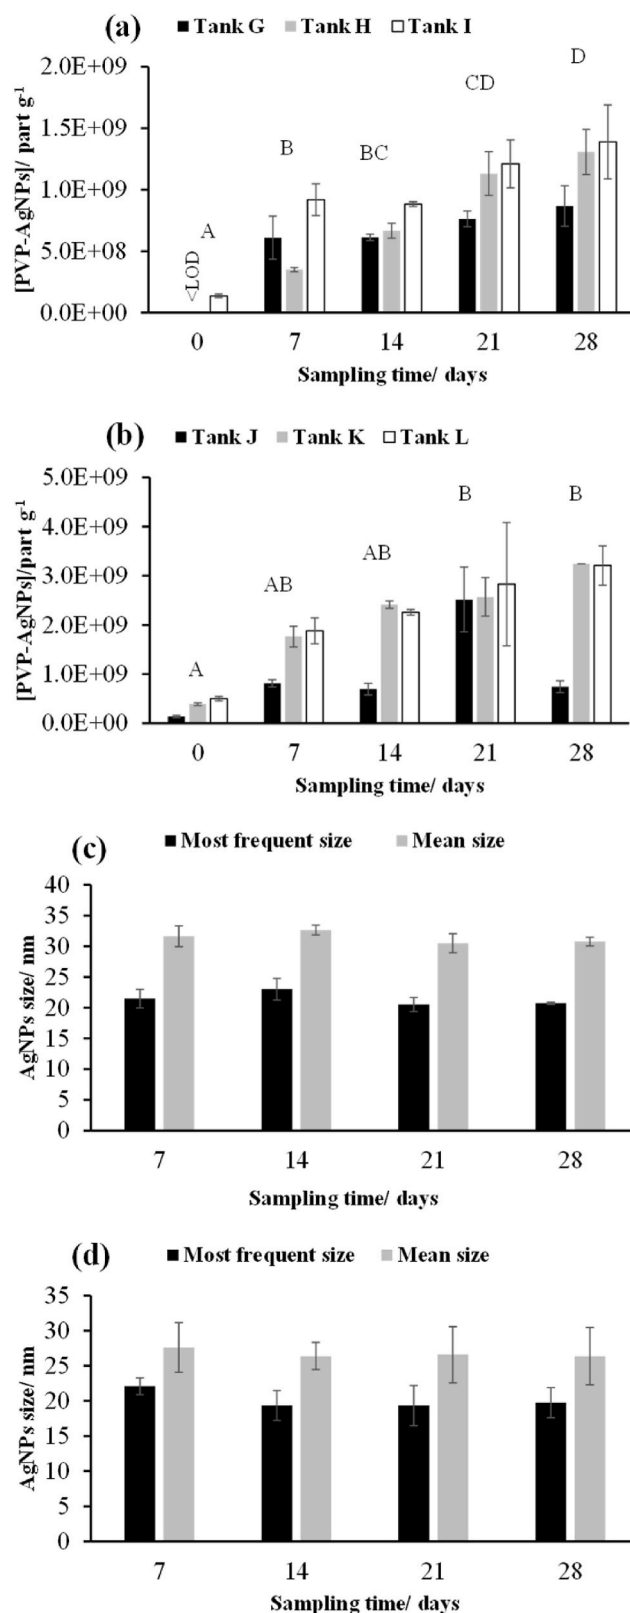 (a)
Tank G Tank H Tank I
[PVP-AgNPs]/ part g-1
2.0E+09
1.5E+09
1.0E+09
5.0E+08
0.0E+00
<LOD
A
B
BC
CD
D
0 7 14 21 28
Sampling time/ days
(b)
Tank J Tank K Tank L
[PVP-AgNPs]/part g-1
5.0E+09
4.0E+09
3.0E+09
2.0E+09
1.0E+09
0.0E+00
A
AB
AB
B
B
0 7 14 21 28
Sampling time/ days
(c)
Most frequent size Mean size
AgNPs size/ nm
40
35
30
25
20
15
10
5
0
7 14 21 28
Sampling time/ days
(d)
Most frequent size Mean size
AgNPs size/ nm
35
30
25
20
15
10
5
0
7 14 21 28
Sampling time/ days